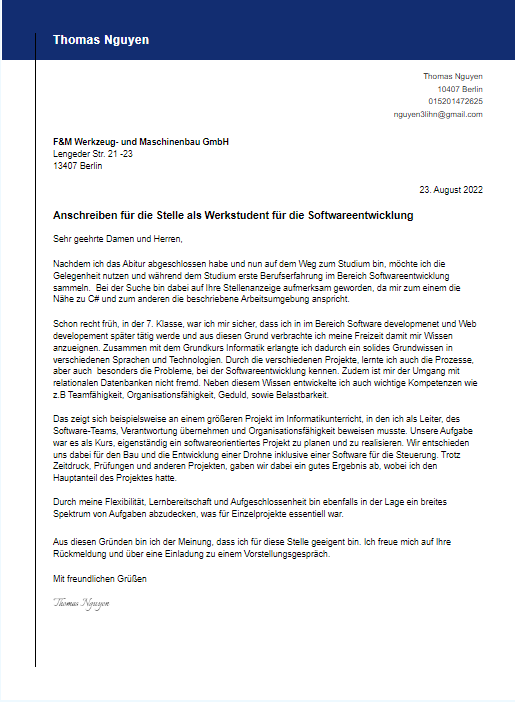 Thomas Nguyen
Thomas Nguyen
10407 Berlin
015201472625
nguyen3lihn@gmail.com
F&M Werkzeug- und Maschinenbau GmbH
Lengeder Str. 21 -23
13407 Berlin
23. August 2022
Anschreiben für die Stelle als Werkstudent für die Softwareentwicklung
Sehr geehrte Damen und Herren,
Nachdem ich das Abitur abgeschlossen habe und nun auf dem Weg zum Studium bin, möchte ich die
Gelegenheit nutzen und während dem Studium erste Berufserfahrung im Bereich Softwareentwicklung
sammeln.  Bei der Suche bin dabei auf Ihre Stellenanzeige aufmerksam geworden, da mir zum einem die
Nähe zu C# und zum anderen die beschriebene Arbeitsumgebung anspricht.
Schon recht früh, in der 7. Klasse, war ich mir sicher, dass ich in im Bereich Software developmenet und Web
developement später tätig werde und aus diesen Grund verbrachte ich meine Freizeit damit mir Wissen
anzueignen. Zusammen mit dem Grundkurs Informatik erlangte ich dadurch ein solides Grundwissen in
verschiedenen Sprachen und Technologien. Durch die verschiedenen Projekte, lernte ich auch die Prozesse,
aber auch  besonders die Probleme, bei der Softwareentwicklung kennen. Zudem ist mir der Umgang mit
relationalen Datenbanken nicht fremd. Neben diesem Wissen entwickelte ich auch wichtige Kompetenzen wie
z.B Teamfähigkeit, Organisationsfähigkeit, Geduld, sowie Belastbarkeit.
Das zeigt sich beispielsweise an einem größeren Projekt im Informatikunterricht, in den ich als Leiter, des
Software-Teams, Verantwortung übernehmen und Organisationsfähigkeit beweisen musste. Unsere Aufgabe
war es als Kurs, eigenständig ein softwareorientiertes Projekt zu planen und zu realisieren. Wir entschieden
uns dabei für den Bau und die Entwicklung einer Drohne inklusive einer Software für die Steuerung. Trotz
Zeitdruck, Prüfungen und anderen Projekten, gaben wir dabei ein gutes Ergebnis ab, wobei ich den
Hauptanteil des Projektes hatte.
Durch meine Flexibilität, Lernbereitschaft und Aufgeschlossenheit bin ebenfalls in der Lage ein breites
Spektrum von Aufgaben abzudecken, was für Einzelprojekte essentiell war.
Aus diesen Gründen bin ich der Meinung, dass ich für diese Stelle geeigent bin. Ich freue mich auf Ihre
Rückmeldung und über eine Einladung zu einem Vorstellungsgespräch.
Mit freundlichen Grüßen
Thomas Nguyen